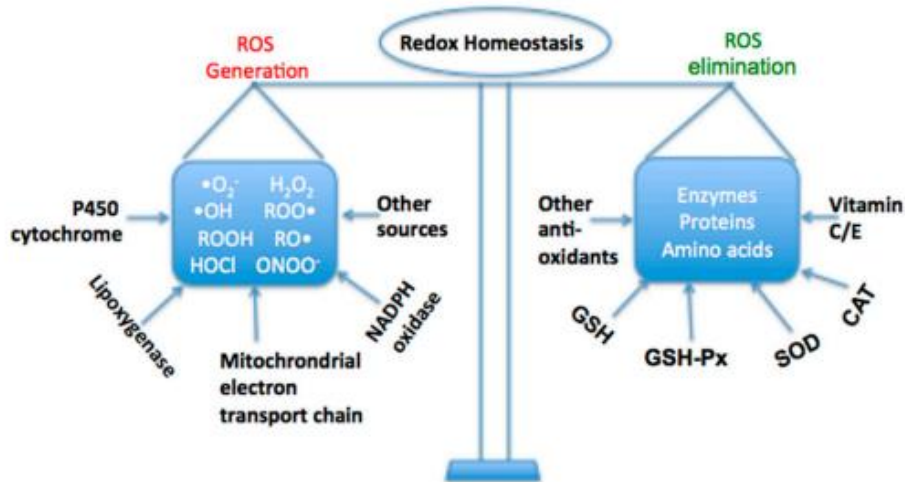 ROS
Generation
Redox Homeostasis
ROS
elimination
•O₂⁻ H₂O₂
•OH ROO•
ROOH RO•
HOCl ONOO⁻
P450
cytochrome
Other
sources
Lipoxygenase
Mitochrondrial
electron
transport chain
NADPH
oxidase
Enzymes
Proteins
Amino acids
Other
anti-
oxidants
Vitamin
C/E
GSH
GSH-Px
SOD
CAT